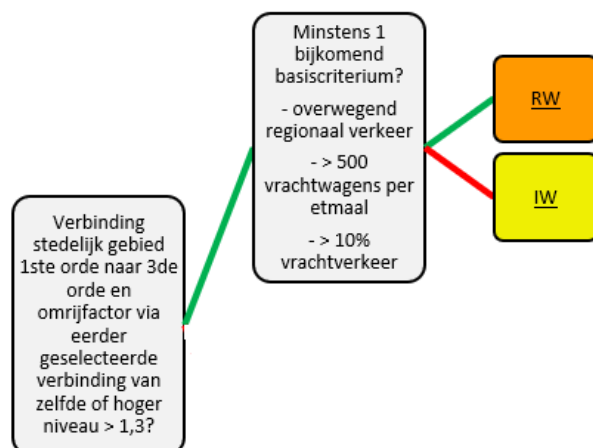 Minstens 1
bijkomend
basiscriterium?
- overwegend
regionaal verkeer
- > 500
vrachtwagens per
etmaal
- > 10%
vrachtverkeer
RW
IW
Verbinding
stedelijk gebied
1ste orde naar 3de
orde en
omrijfactor via
eerder
geselecteerde
verbinding van
zelfde of hoger
niveau > 1,3?